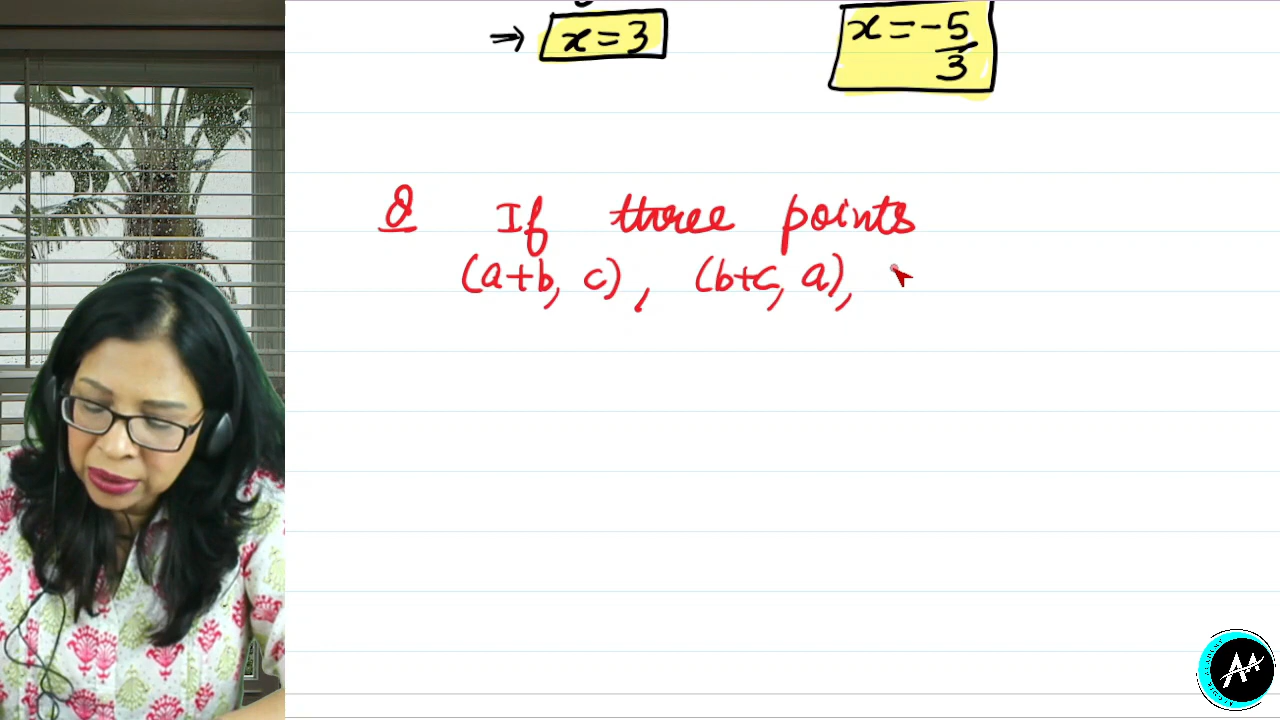 ⇒ x = 3
x = -5/3
Q If three points
(a+b, c), (b+c, a),